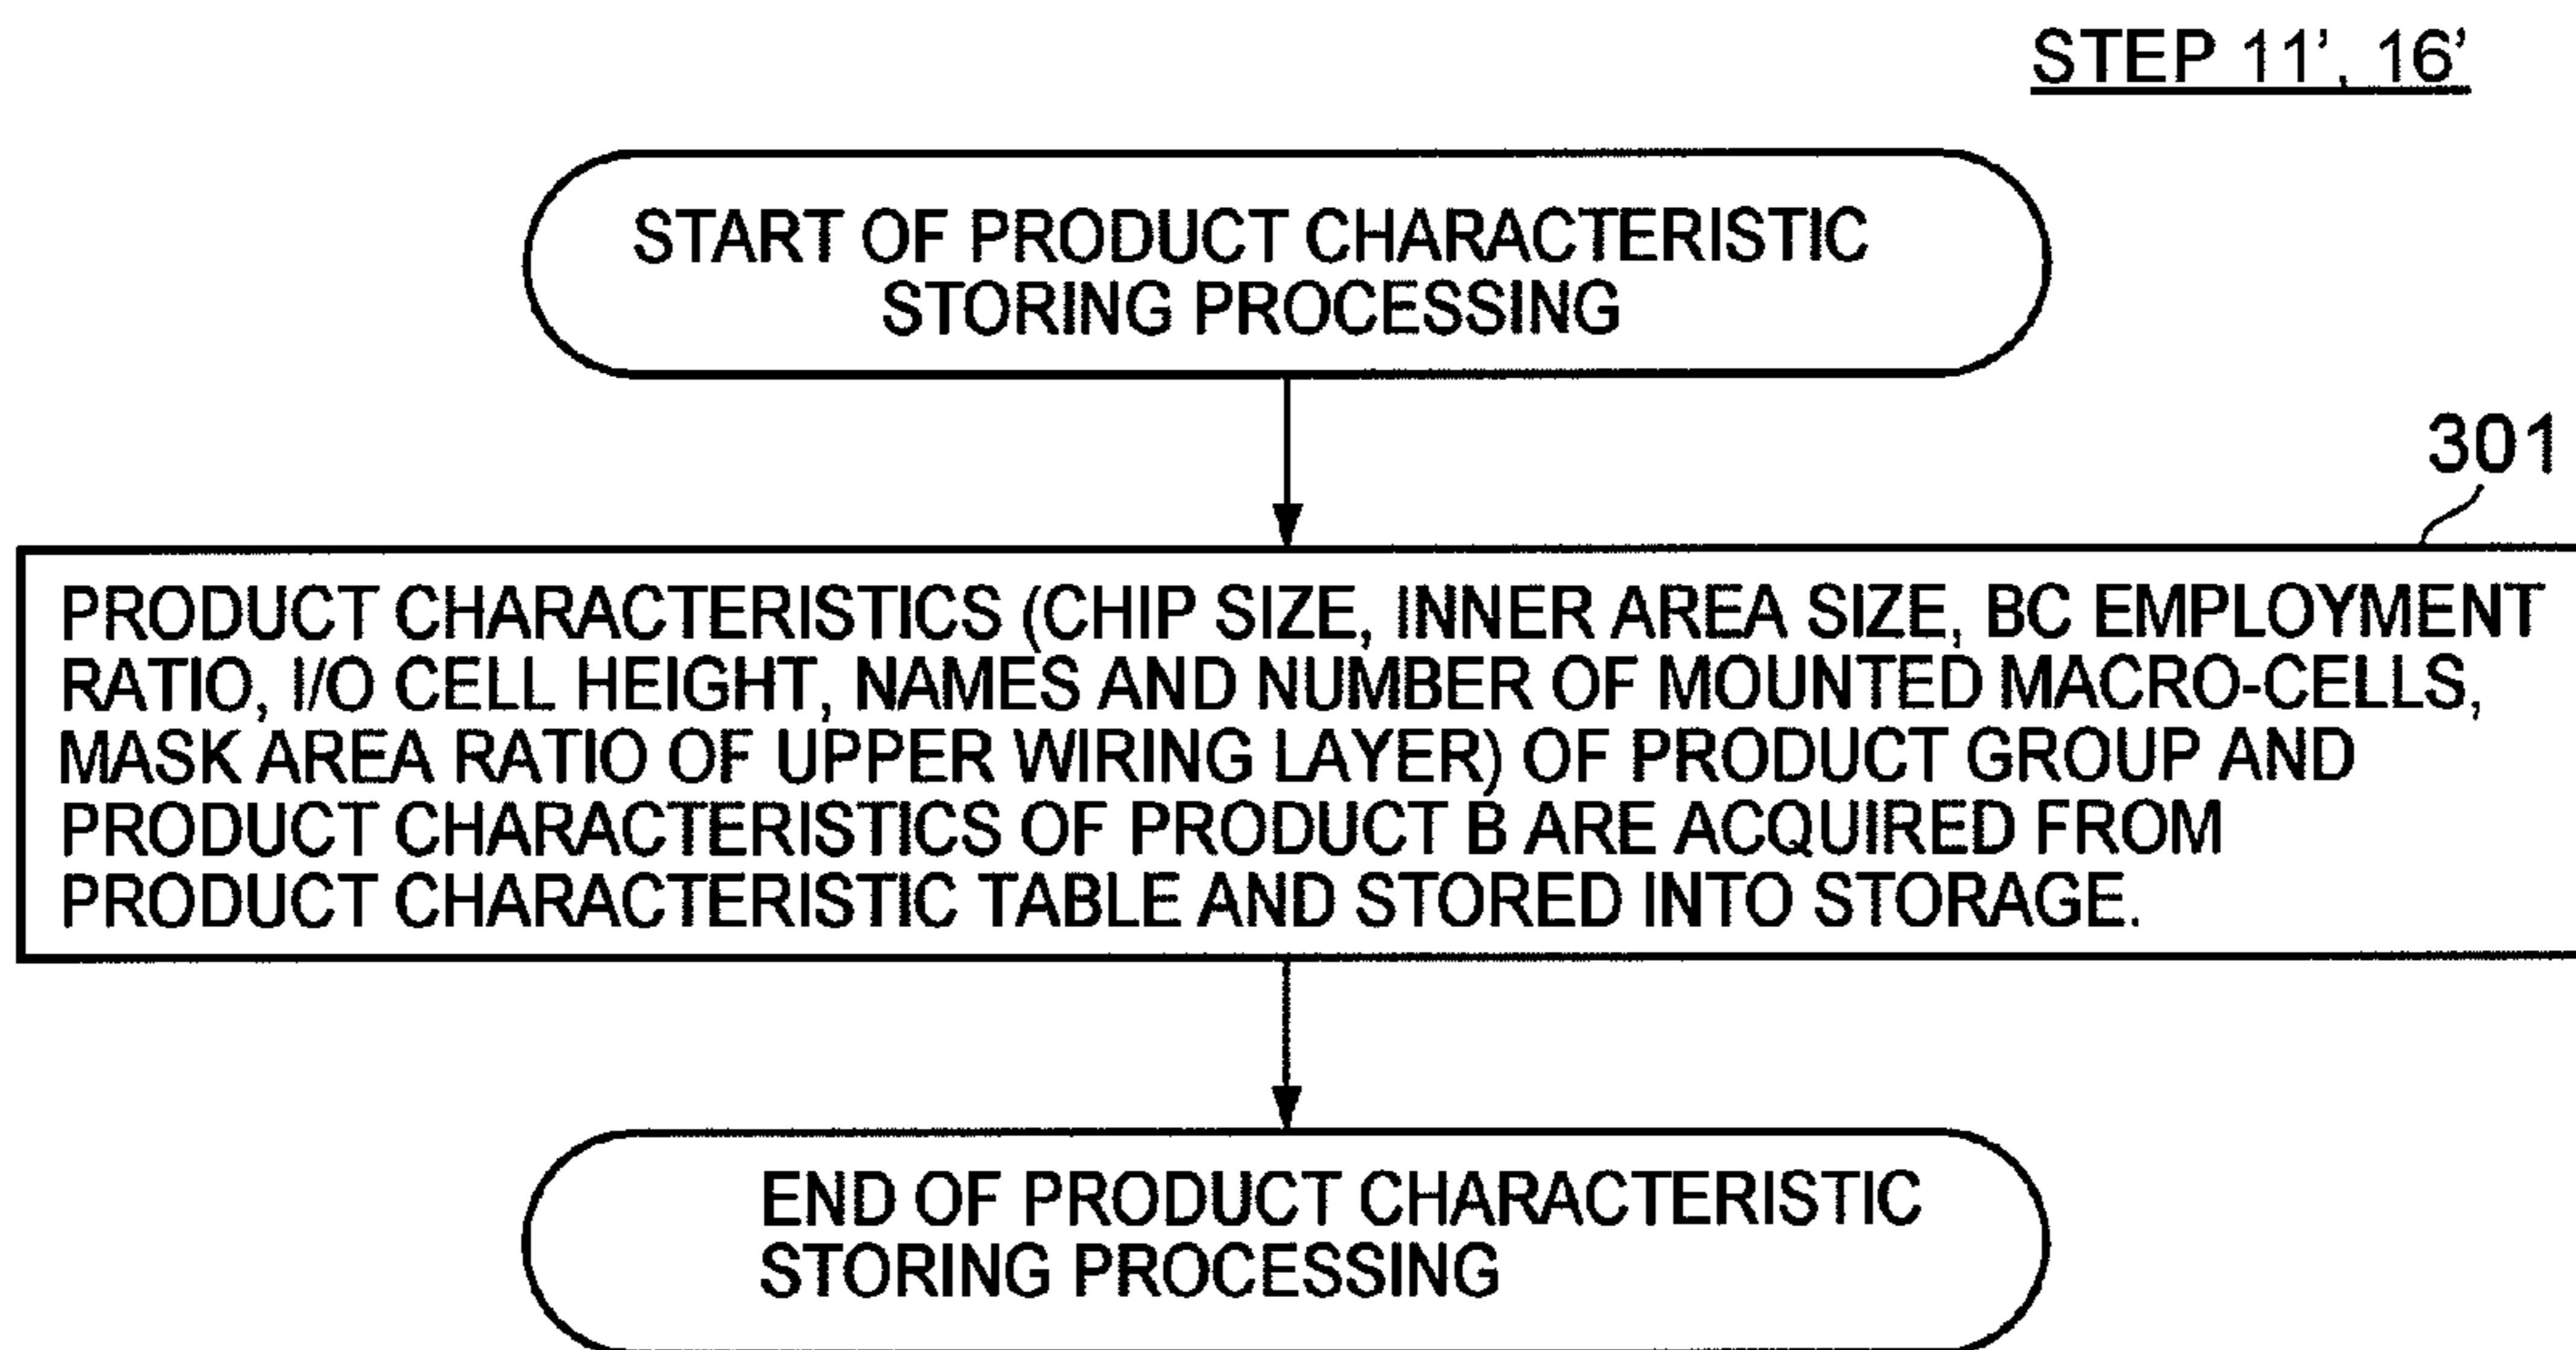 STEP 11', 16'
START OF PRODUCT CHARACTERISTIC
STORING PROCESSING
301
PRODUCT CHARACTERISTICS (CHIP SIZE, INNER AREA SIZE, BC EMPLOYMENT
RATIO, I/O CELL HEIGHT, NAMES AND NUMBER OF MOUNTED MACRO-CELLS,
MASK AREA RATIO OF UPPER WIRING LAYER) OF PRODUCT GROUP AND
PRODUCT CHARACTERISTICS OF PRODUCT B ARE ACQUIRED FROM
PRODUCT CHARACTERISTIC TABLE AND STORED INTO STORAGE.
END OF PRODUCT CHARACTERISTIC
STORING PROCESSING